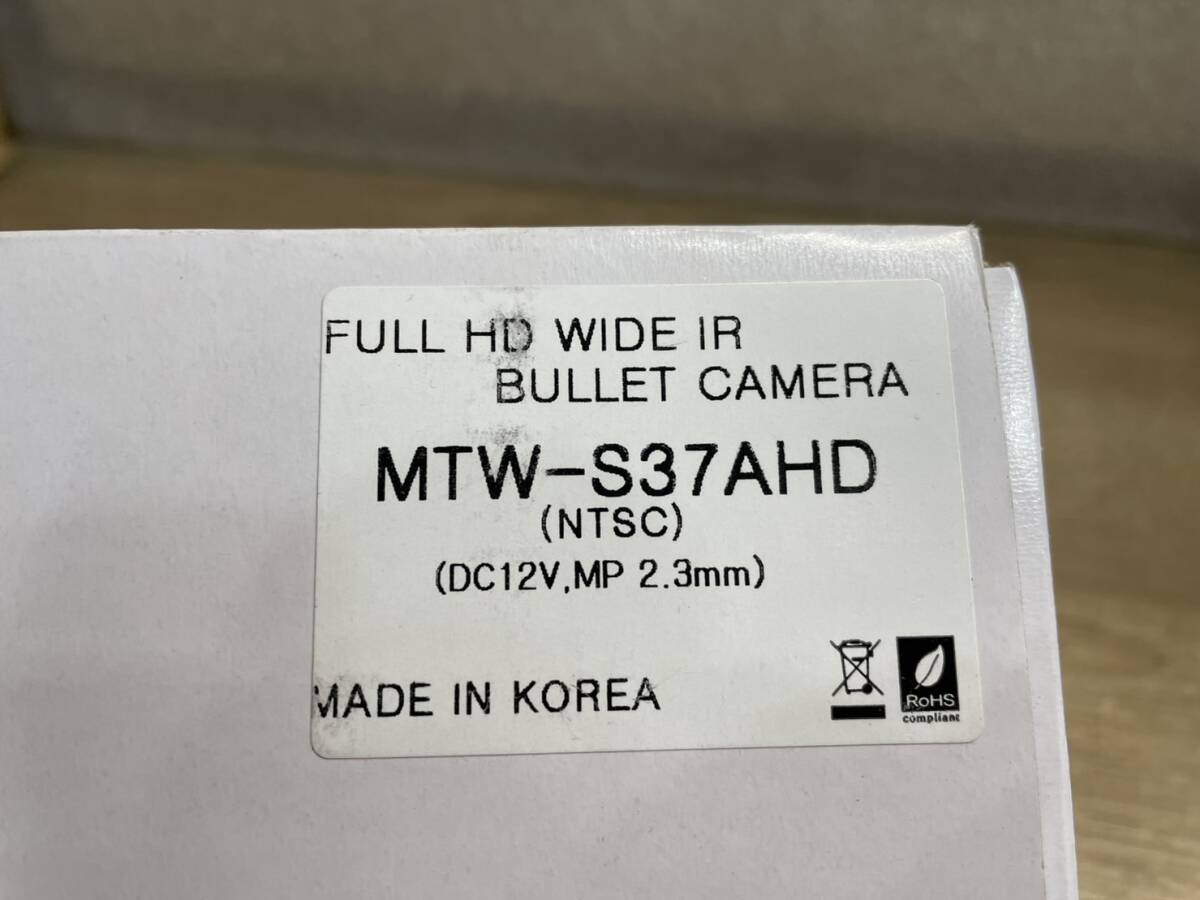 FULL HD WIDE IR
BULLET CAMERA
MTW-S37AHD
(NTSC)
(DC12V,MP 2.3mm)
MADE IN KOREA
RoHS
compliant